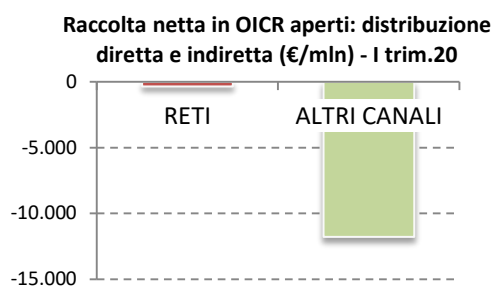 Raccolta netta in OICR aperti: distribuzione
diretta e indiretta (€/mln) - I trim.20
0
RETI ALTRI CANALI
-5.000
-10.000
-15.000